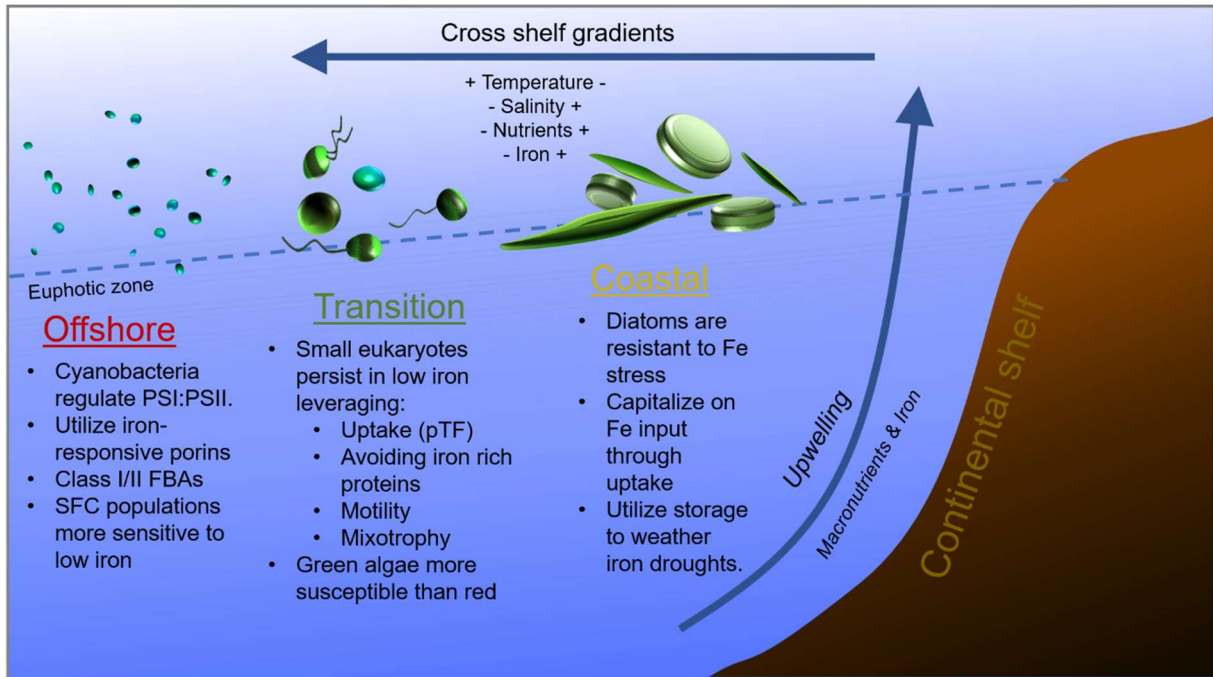 Cross shelf gradients
+ Temperature -
- Salinity +
- Nutrients +
- Iron +
Euphotic zone
Offshore
• Cyanobacteria
regulate PSI:PSII.
• Utilize iron-
responsive porins
• Class I/II FBAs
• SFC populations
more sensitive to
low iron
Transition
• Small eukaryotes
persist in low iron
leveraging:
• Uptake (pTF)
• Avoiding iron rich
proteins
• Motility
• Mixotrophy
• Green algae more
susceptible than red
Coastal
• Diatoms are
resistant to Fe
stress
• Capitalize on
Fe input
through
uptake
• Utilize storage
to weather
iron droughts.
Upwelling
Macronutrients & Iron
Continental shelf